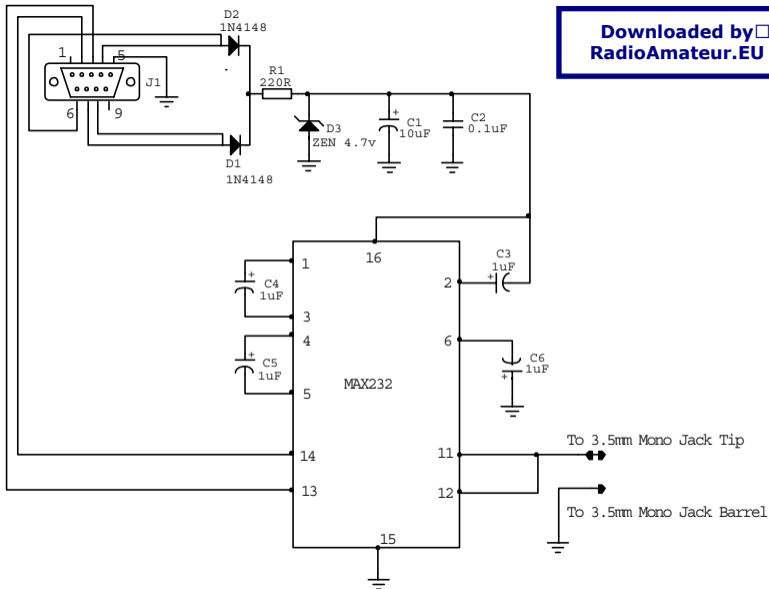 Downloaded by□
RadioAmateur.EU
D2
1N4148
1
5
J1
6
9
R1
220R
D3
ZEN 4.7v
C1
10uF
C2
0.1uF
D1
1N4148
16
1
C4
1uF
3
4
C5
1uF
5
MAX232
2
C3
1uF
6
C6
1uF
14
13
11
12
15
To 3.5mm Mono Jack Tip
To 3.5mm Mono Jack Barrel
+
+
+
+
+